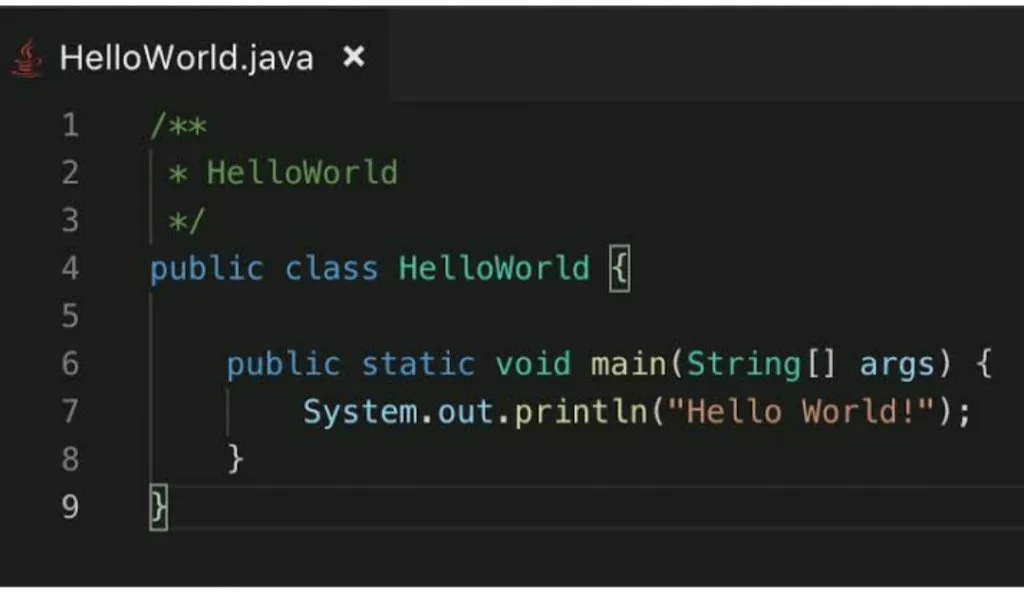 HelloWorld.java ×
1 /**
2 * HelloWorld
3 */
4 public class HelloWorld {
5
6 public static void main(String[] args) {
7 System.out.println("Hello World!");
8 }
9 }